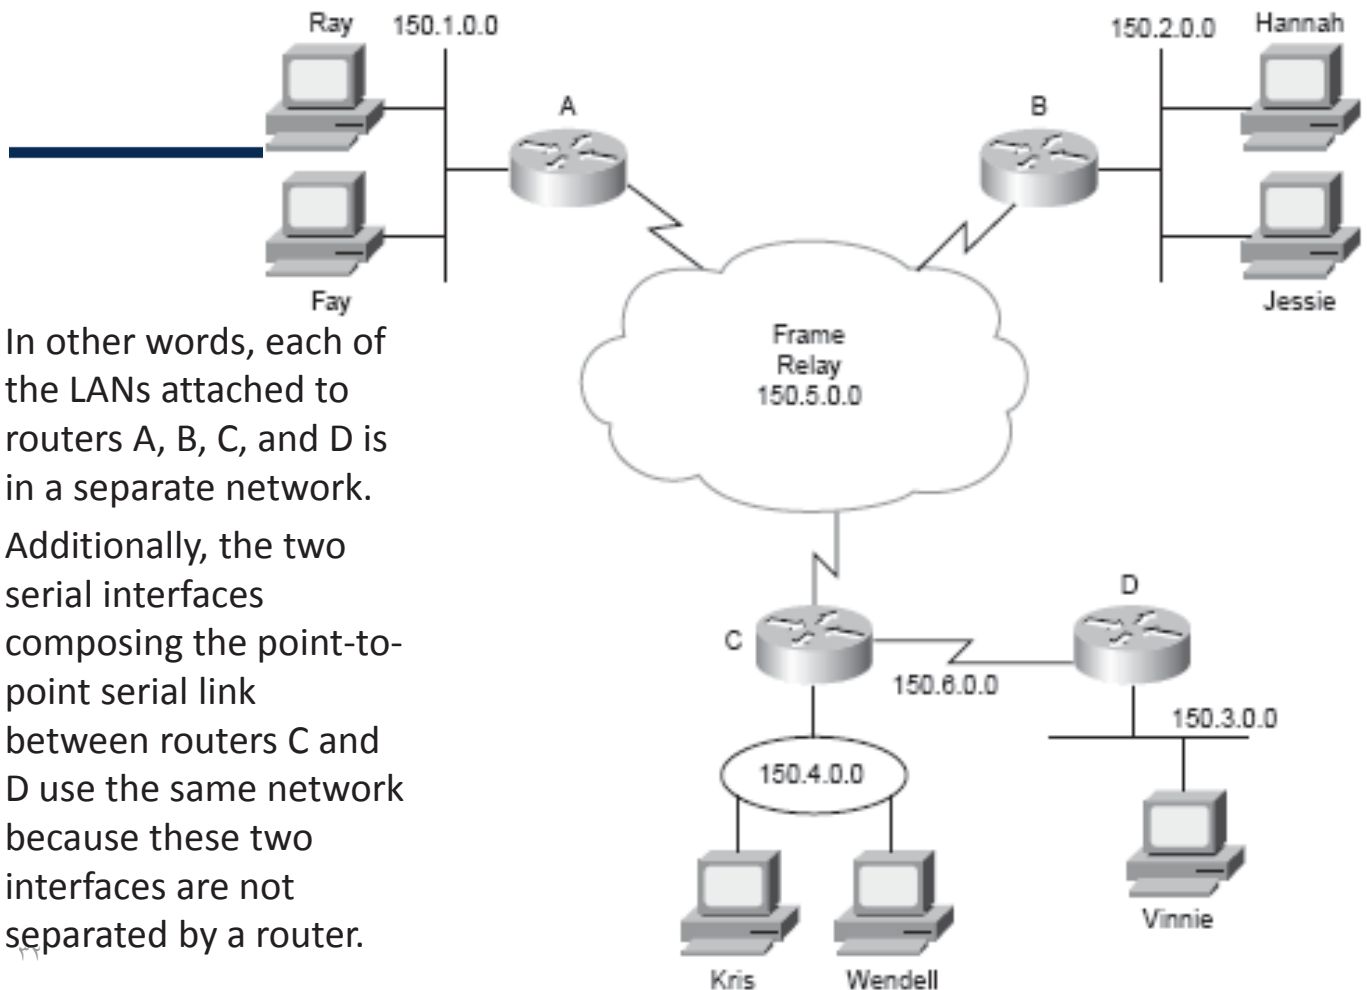 Ray
150.1.0.0
150.2.0.0
Hannah
A
B
Fay
Jessie
In other words, each of
the LANs attached to
routers A, B, C, and D is
in a separate network.
Additionally, the two
serial interfaces
composing the point-to-
point serial link
between routers C and
D use the same network
because these two
interfaces are not
separated by a router.
٣٢
Frame
Relay
150.5.0.0
D
C
150.6.0.0
150.3.0.0
150.4.0.0
Vinnie
Kris
Wendell